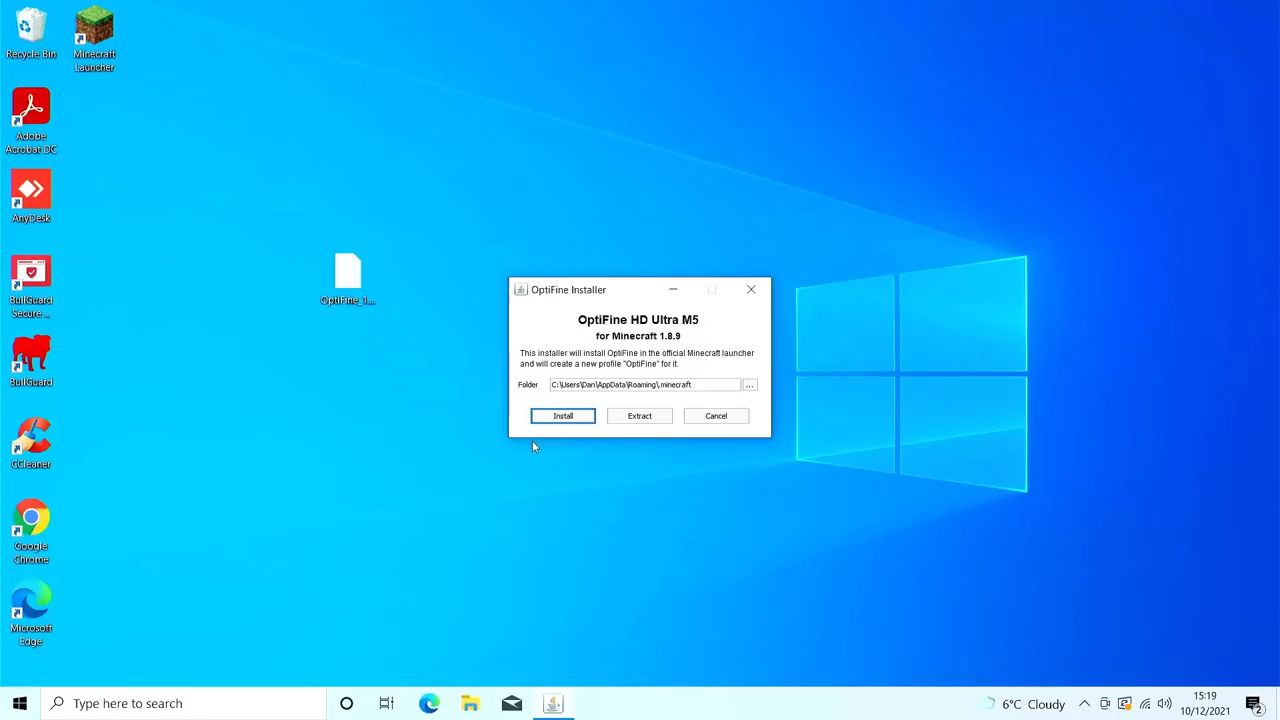 Recycle Bin
Minecraft
Launcher
Adobe
Acrobat DC
AnyDesk
BullGuard
Secure ...
BullGuard
CCleaner
Google
Chrome
Microsoft
Edge
OptiFine_1....
OptiFine Installer
OptiFine HD Ultra M5
for Minecraft 1.8.9
This installer will install OptiFine in the official Minecraft launcher
and will create a new profile "OptiFine" for it.
Folder C:\Users\Dan\AppData\Roaming\.minecraft ...
Install Extract Cancel
Type here to search
6°C Cloudy
15:19
10/12/2021
2